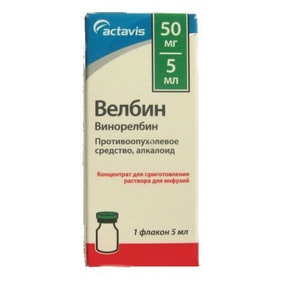 actavis
50
мг
5
мл
Велбин
Винорелбин
Противоопухолевое
средство, алкалоид
Концентрат для приготовления
раствора для инфузий
1 флакон 5 мл